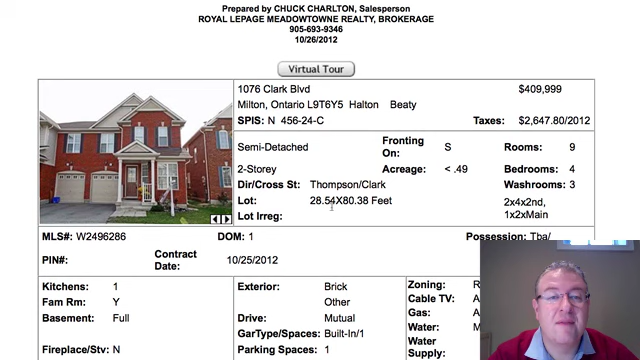 Prepared by CHUCK CHARLTON, Salesperson
ROYAL LEPAGE MEADOWTOWNE REALTY, BROKERAGE
905-693-9346
10/26/2012
Virtual Tour
1076 Clark Blvd $409,999
Milton, Ontario L9T6Y5 Halton Beaty
SPIS: N 456-24-C Taxes: $2,647.80/2012
Semi-Detached Fronting On: S Rooms: 9
2-Storey Acreage: < .49 Bedrooms: 4
Dir/Cross St: Thompson/Clark Washrooms: 3
Lot: 28.54X80.38 Feet 2x4x2nd,
Lot Irreg: 1x2xMain
MLS#: W2496286 DOM: 1 Possession: Tba/
PIN#: Contract Date: 10/25/2012
Kitchens: 1 Exterior: Brick Zoning:
Fam Rm: Y Other Cable TV:
Basement: Full Drive: Mutual Gas:
GarType/Spaces: Built-In/1 Water:
Fireplace/Stv: N Parking Spaces: 1 Water Supply: